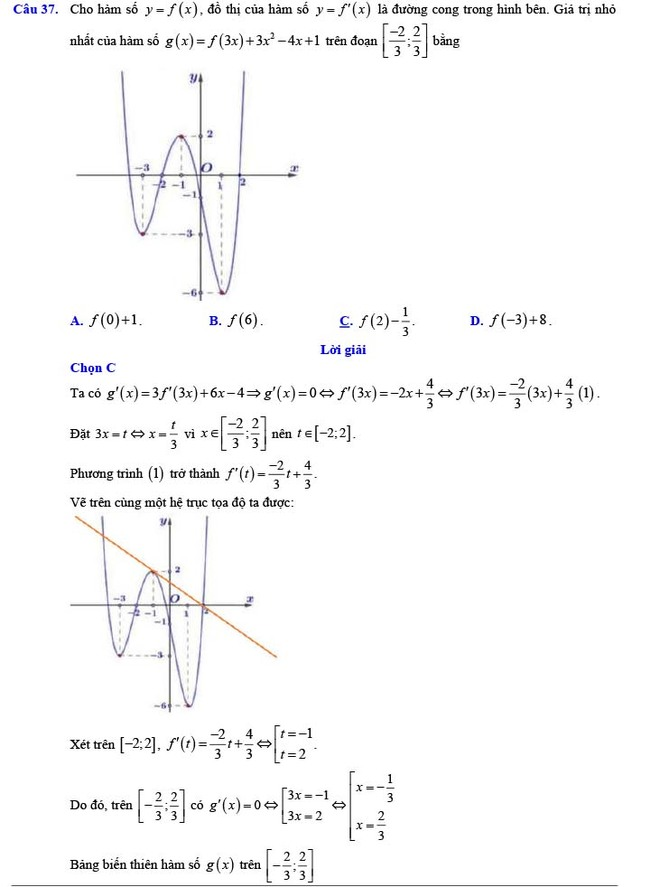 Câu 37. Cho hàm số y = f(x), đồ thị của hàm số y = f'(x) là đường cong trong hình bên. Giá trị nhỏ
nhất của hàm số g(x) = f(3x)+3x²−4x+1 trên đoạn [−2/3; 2/3] bằng
y
2
−3 O x
−2 −1 1 2
−1
−3
−6
A. f(0)+1. B. f(6). C. f(2)−1/3. D. f(−3)+8.
Lời giải
Chọn C
Ta có g'(x)=3f'(3x)+6x−4⇒g'(x)=0⇔f'(3x)=−2x+4/3⇔f'(3x)=−2/3(3x)+4/3 (1).
Đặt 3x=t⇔x=t/3 vì x∈[−2/3; 2/3] nên t∈[−2;2].
Phương trình (1) trở thành f'(t)=−2/3t+4/3.
Vẽ trên cùng một hệ trục tọa độ ta được:
y
2
−3 O x
−2 −1 1 2
−1
−3
−6
Xét trên [−2;2], f'(t)=−2/3t+4/3⇔[t=−1
t=2.
Do đó, trên [−2/3; 2/3] có g'(x)=0⇔[3x=−1
3x=2 ⇔[x=−1/3
x=2/3
Bảng biến thiên hàm số g(x) trên [−2/3; 2/3]